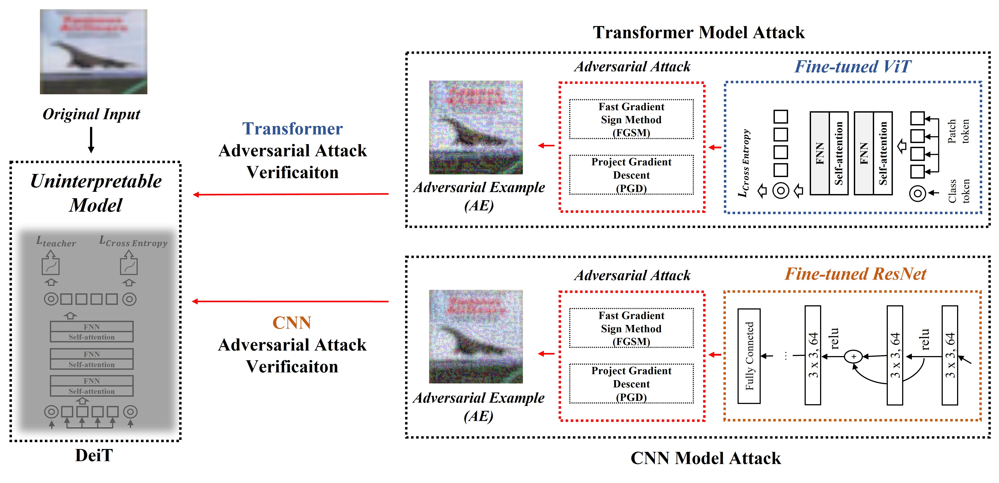 Original Input
Uninterpretable
Model
L_teacher
L_Cross Entropy
FNN
Self-attention
FNN
Self-attention
FNN
Self-attention
DeiT
Transformer
Adversarial Attack
Verificaiton
CNN
Adversarial Attack
Verificaiton
Transformer Model Attack
Adversarial Example
(AE)
Adversarial Attack
Fast Gradient
Sign Method
(FGSM)
Project Gradient
Descent
(PGD)
Fine-tuned ViT
L_Cross Entropy
FNN
Self-attention
FNN
Self-attention
Patch
token
Class
token
Adversarial Example
(AE)
Adversarial Attack
Fast Gradient
Sign Method
(FGSM)
Project Gradient
Descent
(PGD)
Fine-tuned ResNet
Fully Conneted
...
3 x 3, 64
relu
+
3 x 3, 64
relu
3 x 3, 64
CNN Model Attack